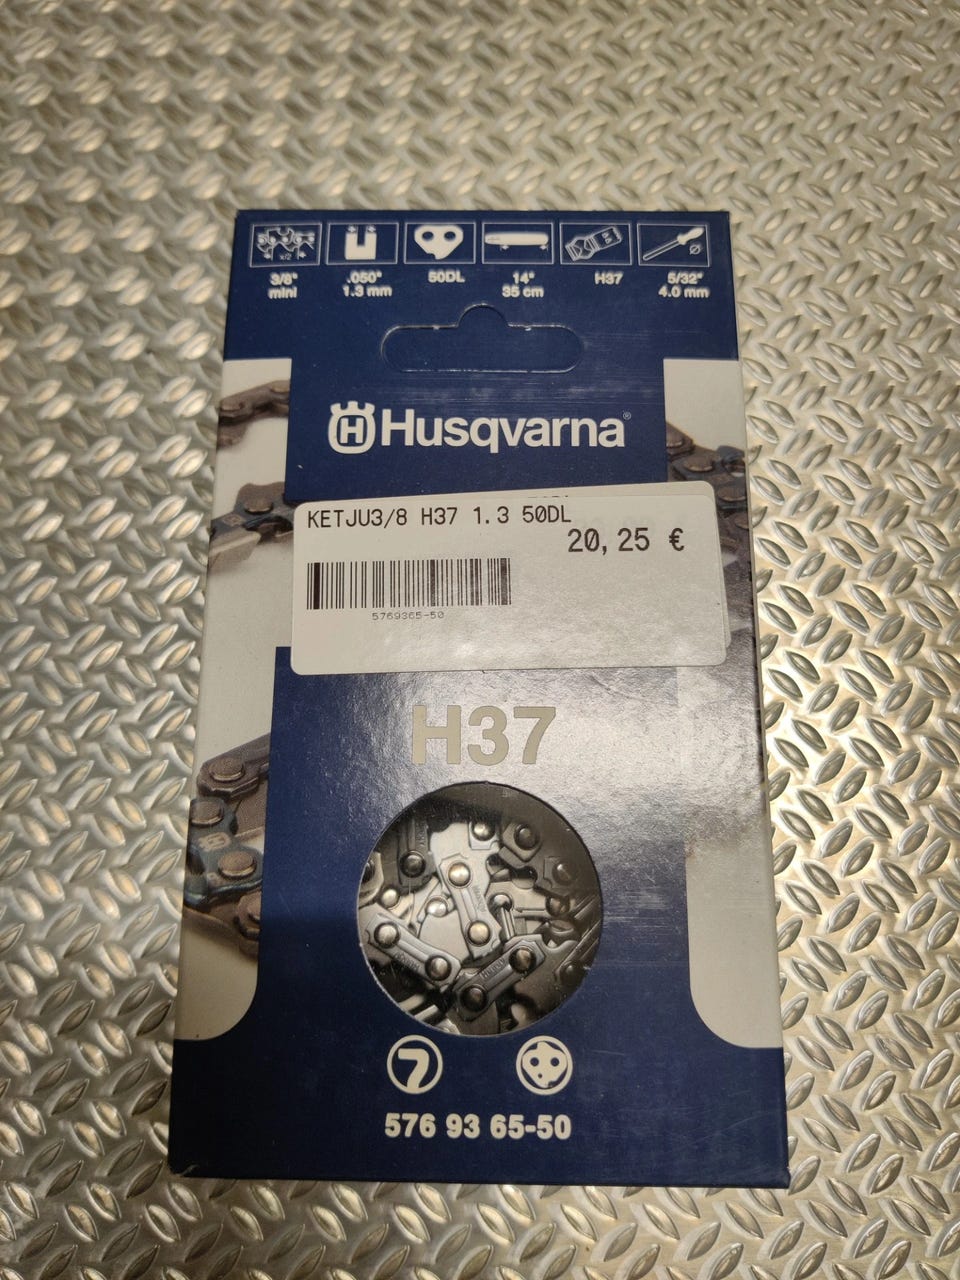 3/8" .050" 50DL 14" H37 5/32"
mini 1.3 mm 35 cm 4.0 mm
Husqvarna®
KETJU3/8 H37 1.3 50DL
20,25 €
5769365-50
H37
7
576 93 65-50